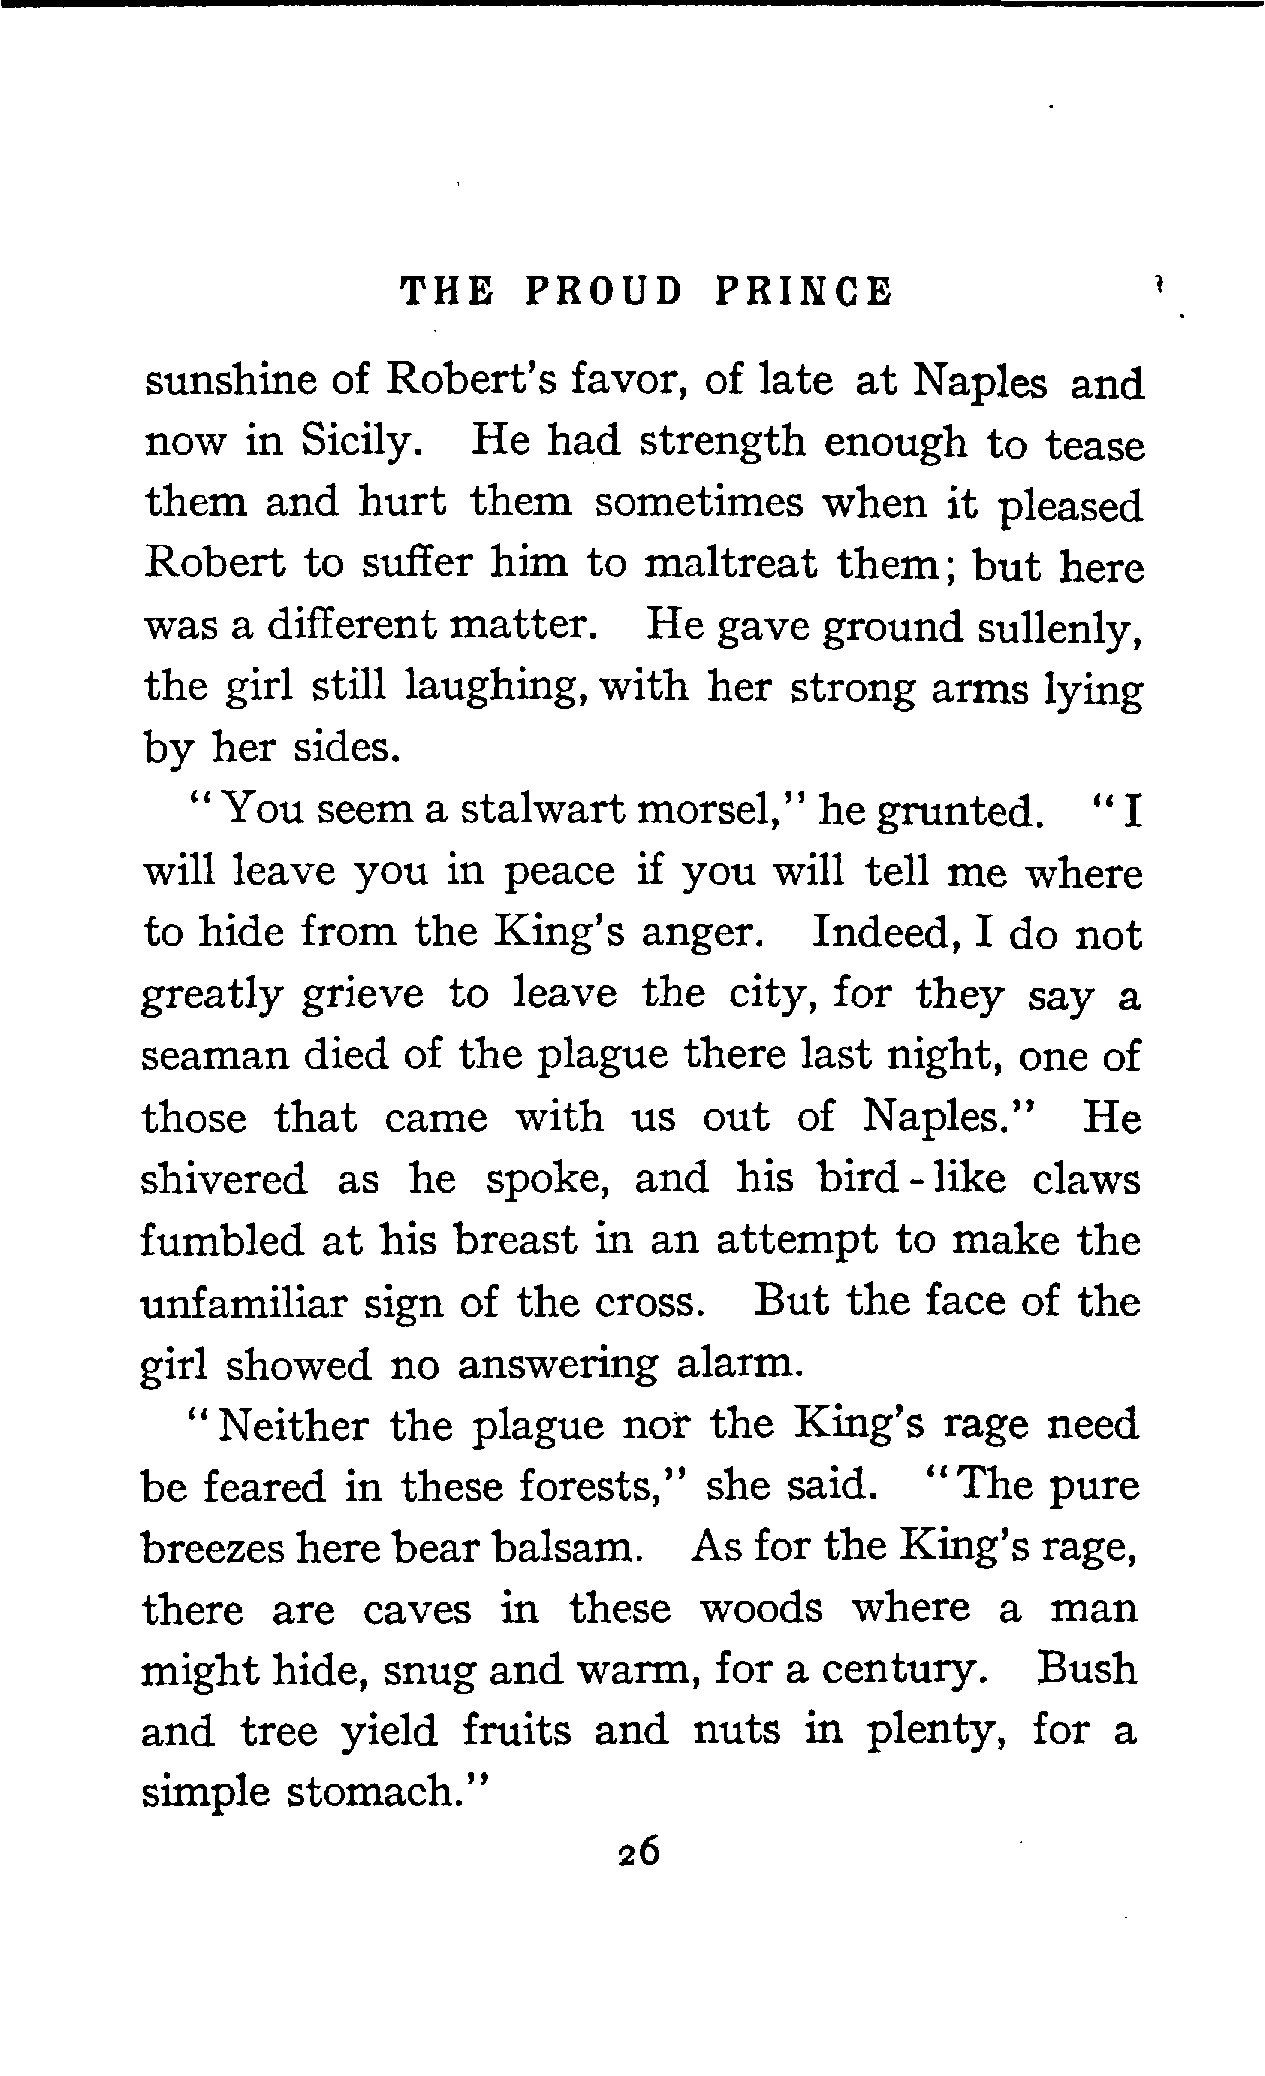 THE PROUD PRINCE
sunshine of Robert's favor, of late at Naples and
now in Sicily. He had strength enough to tease
them and hurt them sometimes when it pleased
Robert to suffer him to maltreat them; but here
was a different matter. He gave ground sullenly,
the girl still laughing, with her strong arms lying
by her sides.
"You seem a stalwart morsel," he grunted. "I
will leave you in peace if you will tell me where
to hide from the King's anger. Indeed, I do not
greatly grieve to leave the city, for they say a
seaman died of the plague there last night, one of
those that came with us out of Naples." He
shivered as he spoke, and his bird-like claws
fumbled at his breast in an attempt to make the
unfamiliar sign of the cross. But the face of the
girl showed no answering alarm.
"Neither the plague nor the King's rage need
be feared in these forests," she said. "The pure
breezes here bear balsam. As for the King's rage,
there are caves in these woods where a man
might hide, snug and warm, for a century. Bush
and tree yield fruits and nuts in plenty, for a
simple stomach."
26